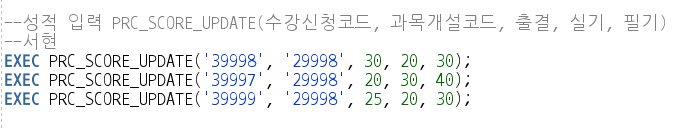 --성적 입력 PRC_SCORE_UPDATE(수강신청코드, 과목개설코드, 출결, 실기, 필기)
--서현
EXEC PRC_SCORE_UPDATE('39998', '29998', 30, 20, 30);
EXEC PRC_SCORE_UPDATE('39997', '29998', 20, 30, 40);
EXEC PRC_SCORE_UPDATE('39999', '29998', 25, 20, 30);